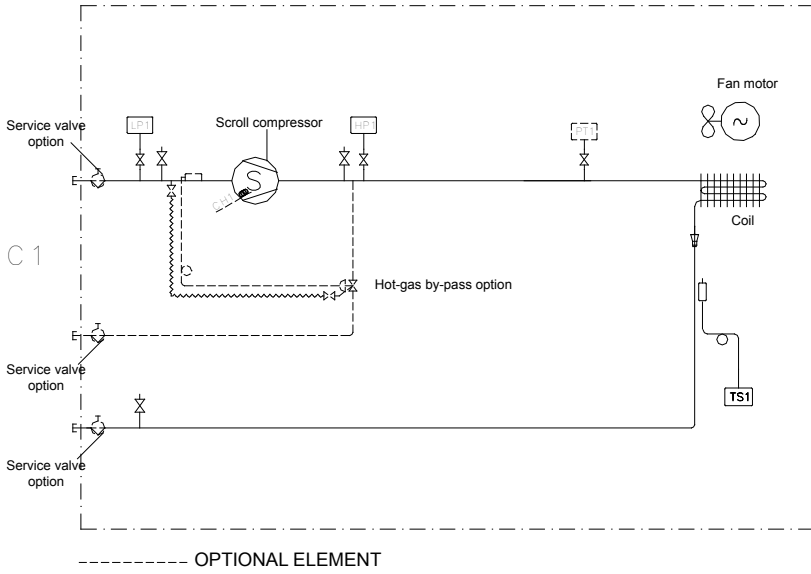 Fan motor
LP1
Scroll compressor
HP1
PT1
Service valve
option
S
CH1
Coil
C 1
Hot-gas by-pass option
Service valve
option
TS1
Service valve
option
OPTIONAL ELEMENT